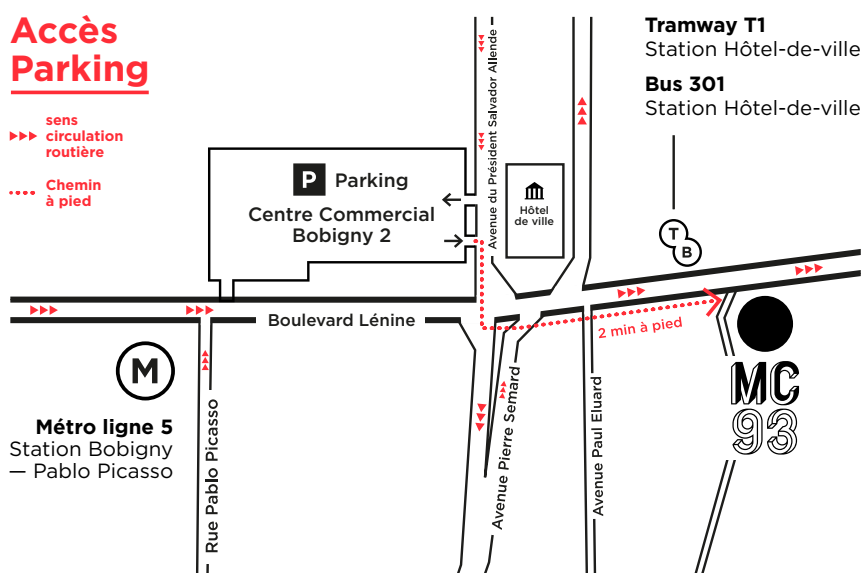 Accès
Parking
sens
circulation
routière
Chemin
à pied
Tramway T1
Station Hôtel-de-ville
Bus 301
Station Hôtel-de-ville
P Parking
Centre Commercial
Bobigny 2
Avenue du Président Salvador Allende
Hôtel
de ville
T
B
Boulevard Lénine
2 min à pied
M
Métro ligne 5
Station Bobigny
— Pablo Picasso
Rue Pablo Picasso
Avenue Pierre Semard
Avenue Paul Eluard
MC
93